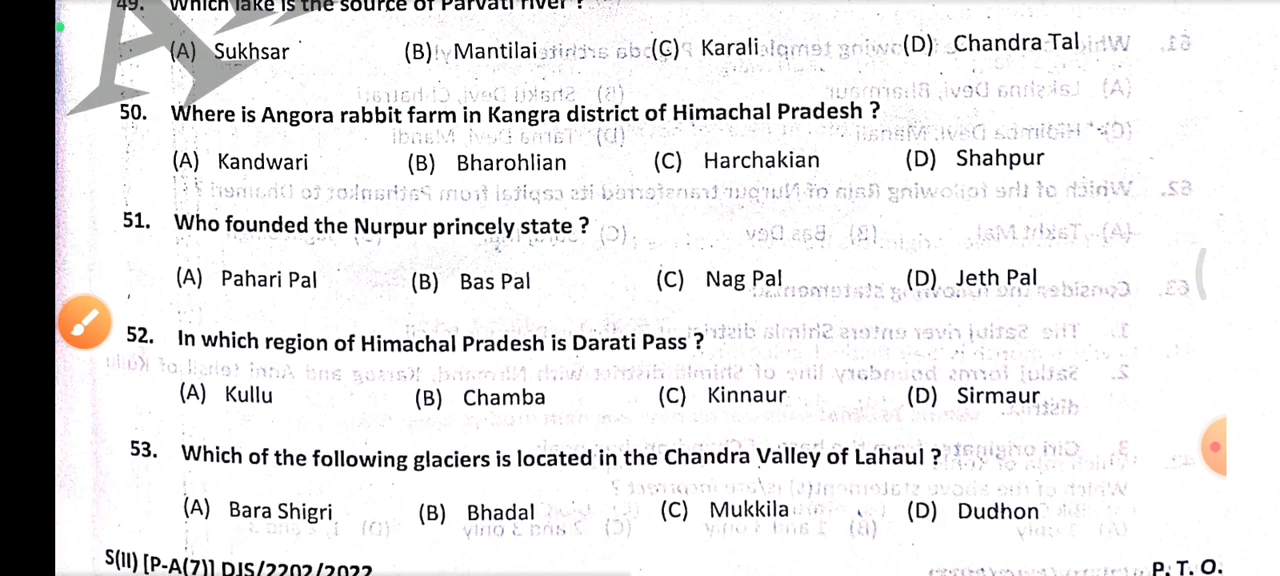 49. Which lake is the source of Parvati river ?
(A) Sukhsar (B) Mantilai (C) Karali (D) Chandra Tal
50. Where is Angora rabbit farm in Kangra district of Himachal Pradesh ?
(A) Kandwari (B) Bharohlian (C) Harchakian (D) Shahpur
51. Who founded the Nurpur princely state ?
(A) Pahari Pal (B) Bas Pal (C) Nag Pal (D) Jeth Pal
52. In which region of Himachal Pradesh is Darati Pass ?
(A) Kullu (B) Chamba (C) Kinnaur (D) Sirmaur
53. Which of the following glaciers is located in the Chandra Valley of Lahaul ?
(A) Bara Shigri (B) Bhadal (C) Mukkila (D) Dudhon
S(II) [P-A(7)] DJS/2202/2022 P. T. O.